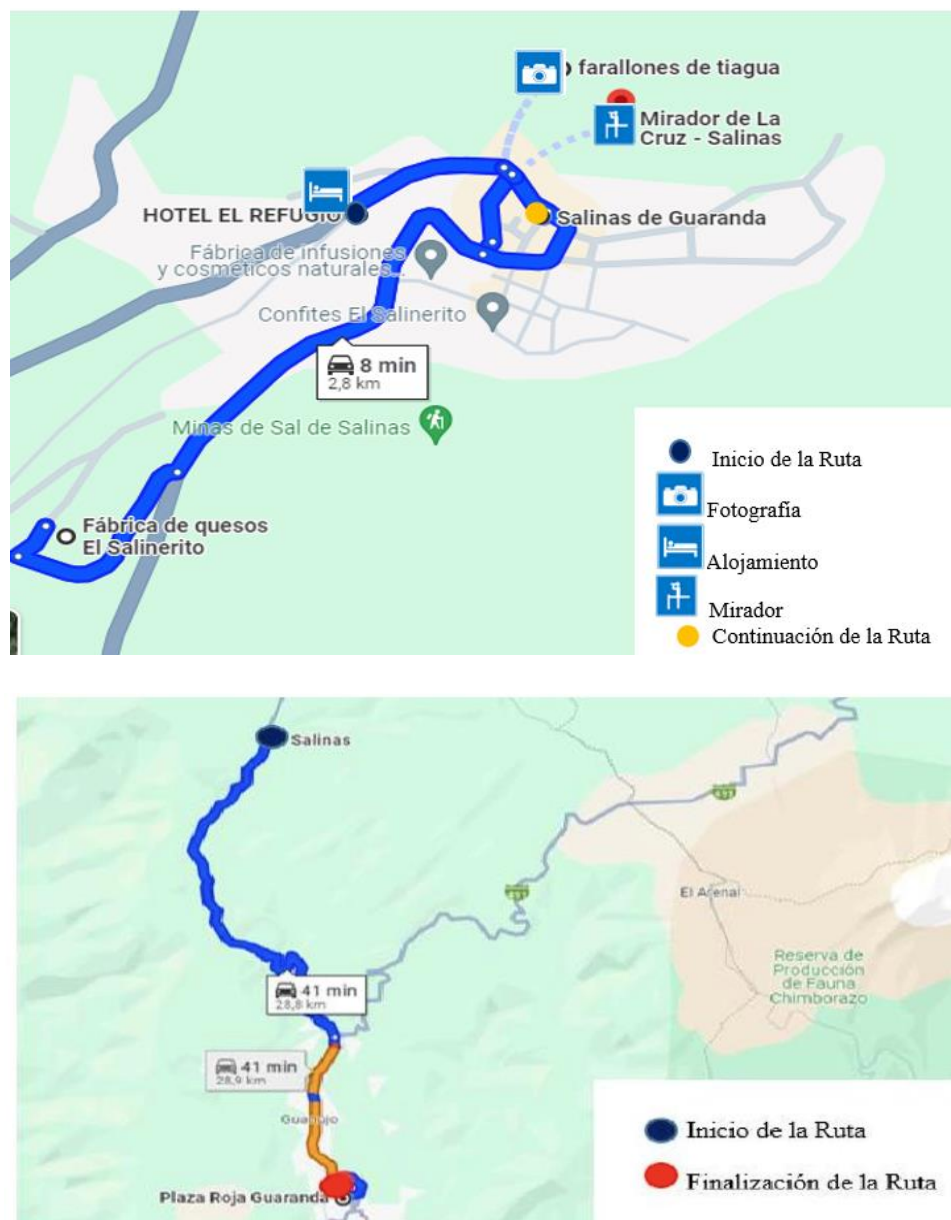 farallones de tiagua
Mirador de La
Cruz - Salinas
HOTEL EL REFUGIO
Salinas de Guaranda
Fábrica de infusiones
y cosméticos naturales...
Confites El Salinerito
8 min
2,8 km
Minas de Sal de Salinas
Fábrica de quesos
El Salinerito
Inicio de la Ruta
Fotografía
Alojamiento
Mirador
Continuación de la Ruta
Salinas
491
El Arenal
491
Reserva de
Producción
de Fauna
Chimborazo
41 min
28,8 km
41 min
28,9 km
Guanujo
Plaza Roja Guaranda
Inicio de la Ruta
Finalización de la Ruta